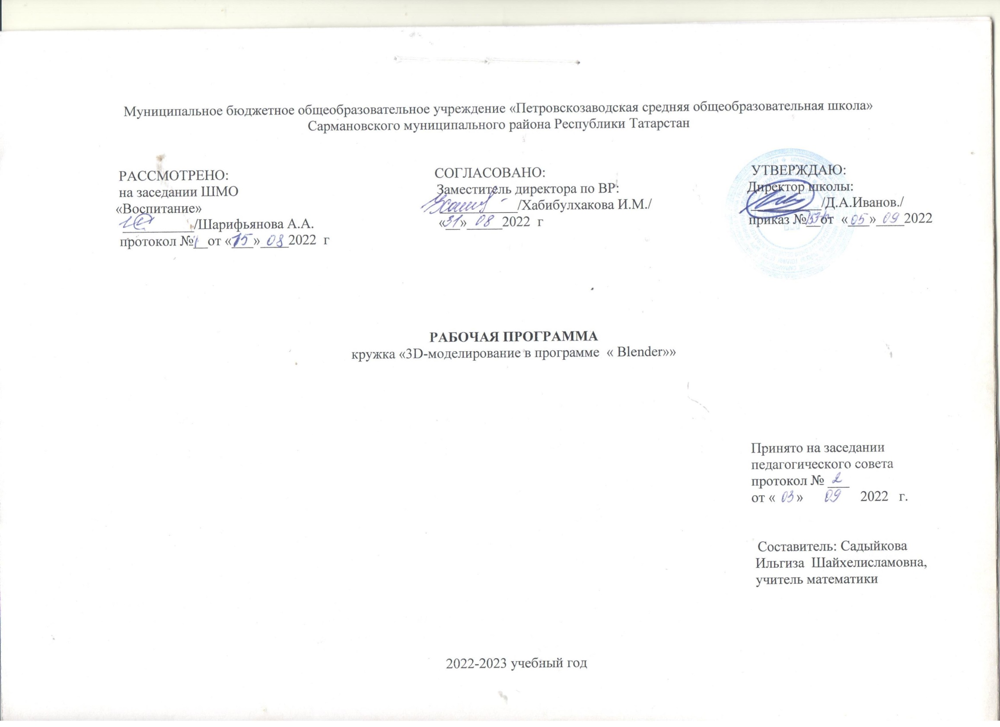 Муниципальное бюджетное общеобразовательное учреждение «Петровскозаводская средняя общеобразовательная школа»
Сармановского муниципального района Республики Татарстан
РАССМОТРЕНО:
на заседании ШМО
«Воспитание»
__________/Шарифьянова А.А.
протокол №1 от «15» 08 2022 г
СОГЛАСОВАНО:
Заместитель директора по ВР:
___________/Хабибулхакова И.М./
«31» 08 2022 г
УТВЕРЖДАЮ:
Директор школы:
__________/Д.А.Иванов./
приказ № от «05» 09 2022
РАБОЧАЯ ПРОГРАММА
кружка «3D-моделирование в программе « Blender»»
Принято на заседании
педагогического совета
протокол № 2
от « 03 » 09 2022 г.
Составитель: Садыйкова
Ильгиза Шайхелисламовна,
учитель математики
2022-2023 учебный год